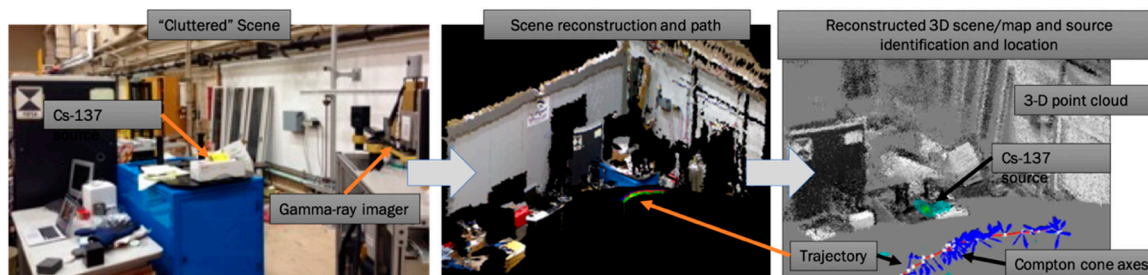 “Cluttered” Scene
Cs-137
source
Gamma-ray imager
Scene reconstruction and path
Trajectory
Reconstructed 3D scene/map and source
identification and location
3-D point cloud
Cs-137
source
Compton cone axes